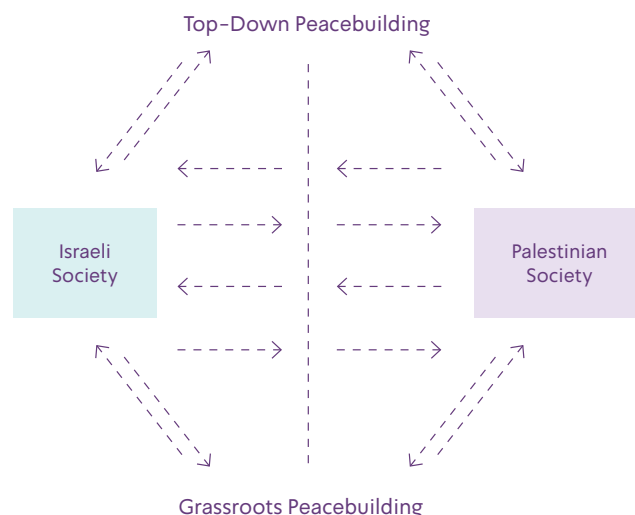 Top-Down Peacebuilding
Israeli
Society
Palestinian
Society
Grassroots Peacebuilding